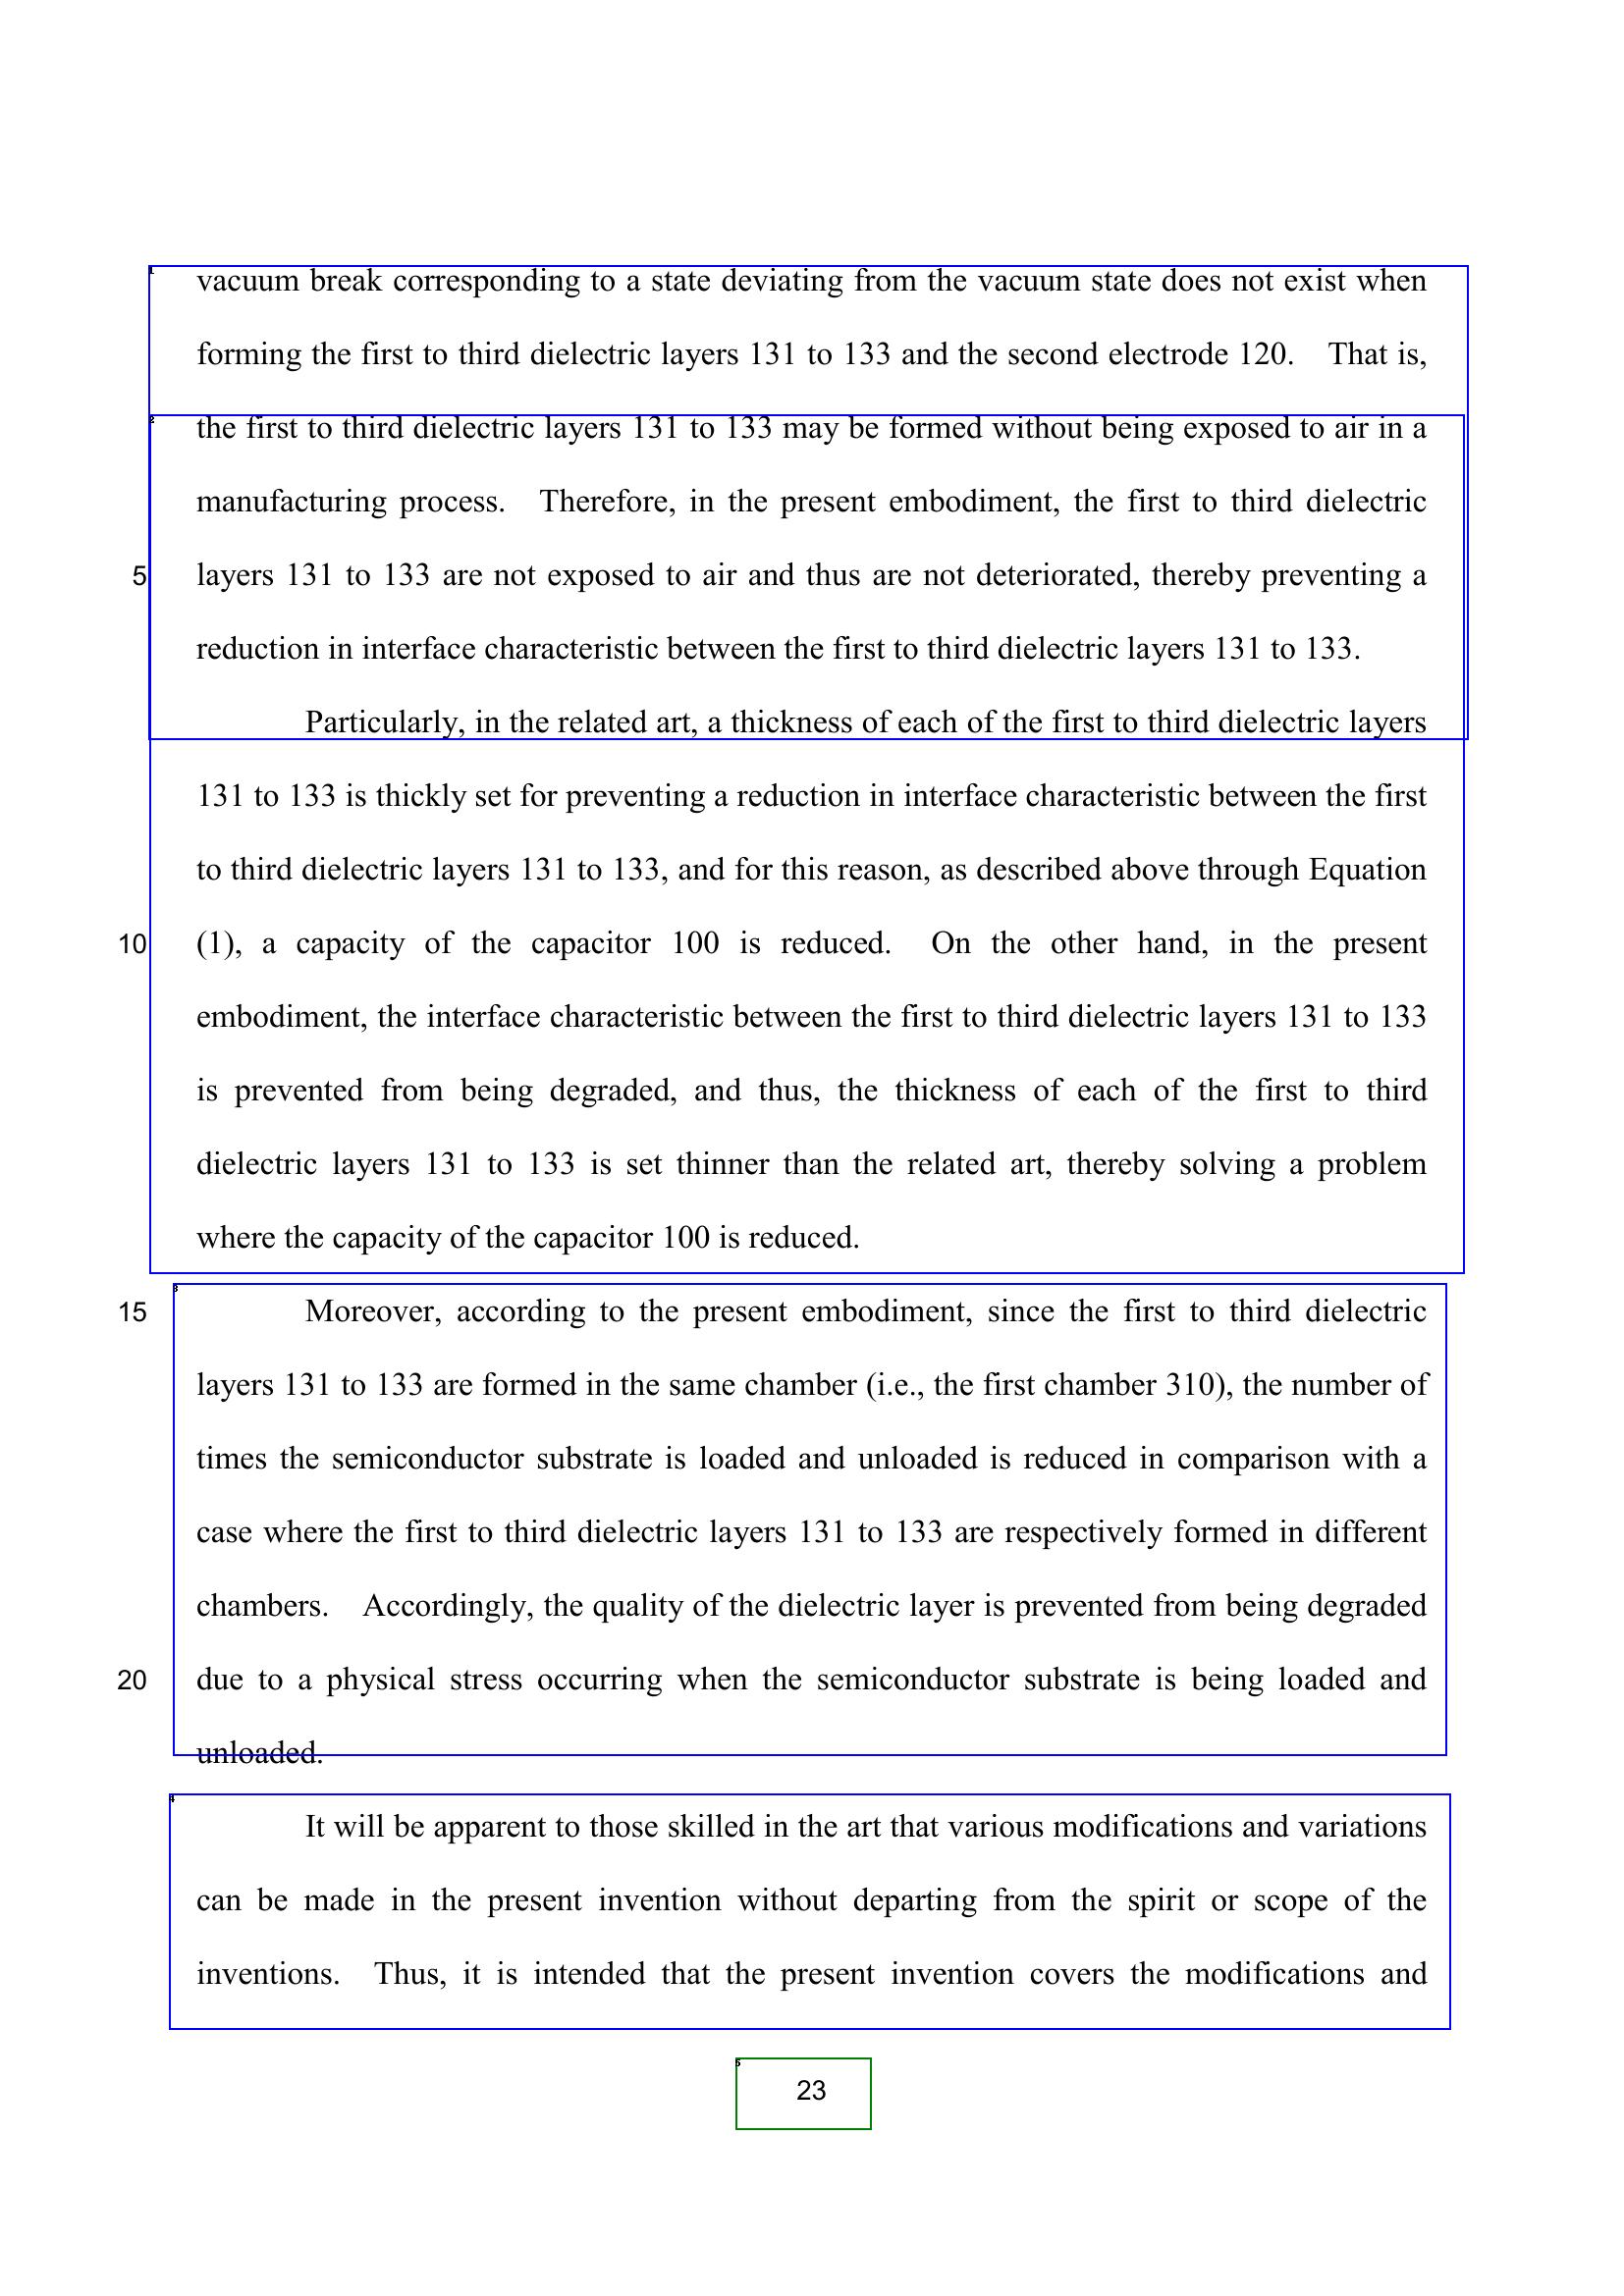 vacuum break corresponding to a state deviating from the vacuum state does not exist when
forming the first to third dielectric layers 131 to 133 and the second electrode 120. That is,
the first to third dielectric layers 131 to 133 may be formed without being exposed to air in a
manufacturing process. Therefore, in the present embodiment, the first to third dielectric
5 layers 131 to 133 are not exposed to air and thus are not deteriorated, thereby preventing a
reduction in interface characteristic between the first to third dielectric layers 131 to 133.
Particularly, in the related art, a thickness of each of the first to third dielectric layers
131 to 133 is thickly set for preventing a reduction in interface characteristic between the first
to third dielectric layers 131 to 133, and for this reason, as described above through Equation
10 (1), a capacity of the capacitor 100 is reduced. On the other hand, in the present
embodiment, the interface characteristic between the first to third dielectric layers 131 to 133
is prevented from being degraded, and thus, the thickness of each of the first to third
dielectric layers 131 to 133 is set thinner than the related art, thereby solving a problem
where the capacity of the capacitor 100 is reduced.
15 Moreover, according to the present embodiment, since the first to third dielectric
layers 131 to 133 are formed in the same chamber (i.e., the first chamber 310), the number of
times the semiconductor substrate is loaded and unloaded is reduced in comparison with a
case where the first to third dielectric layers 131 to 133 are respectively formed in different
chambers. Accordingly, the quality of the dielectric layer is prevented from being degraded
20 due to a physical stress occurring when the semiconductor substrate is being loaded and
unloaded.
It will be apparent to those skilled in the art that various modifications and variations
can be made in the present invention without departing from the spirit or scope of the
inventions. Thus, it is intended that the present invention covers the modifications and
23